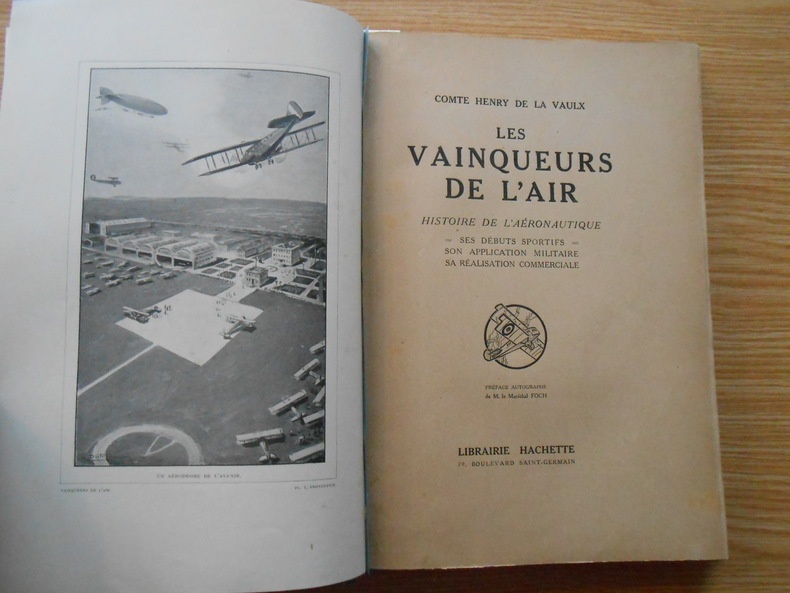 UN AÉRODROME DE L'AVENIR.
VAINQUEURS DE L'AIR
COMTE HENRY DE LA VAULX
LES
VAINQUEURS
DE L'AIR
HISTOIRE DE L'AÉRONAUTIQUE
= SES DÉBUTS SPORTIFS =
SON APPLICATION MILITAIRE
SA RÉALISATION COMMERCIALE
PRÉFACE AUTOGRAPHE
de M. le Maréchal FOCH
LIBRAIRIE HACHETTE
79, BOULEVARD SAINT-GERMAIN